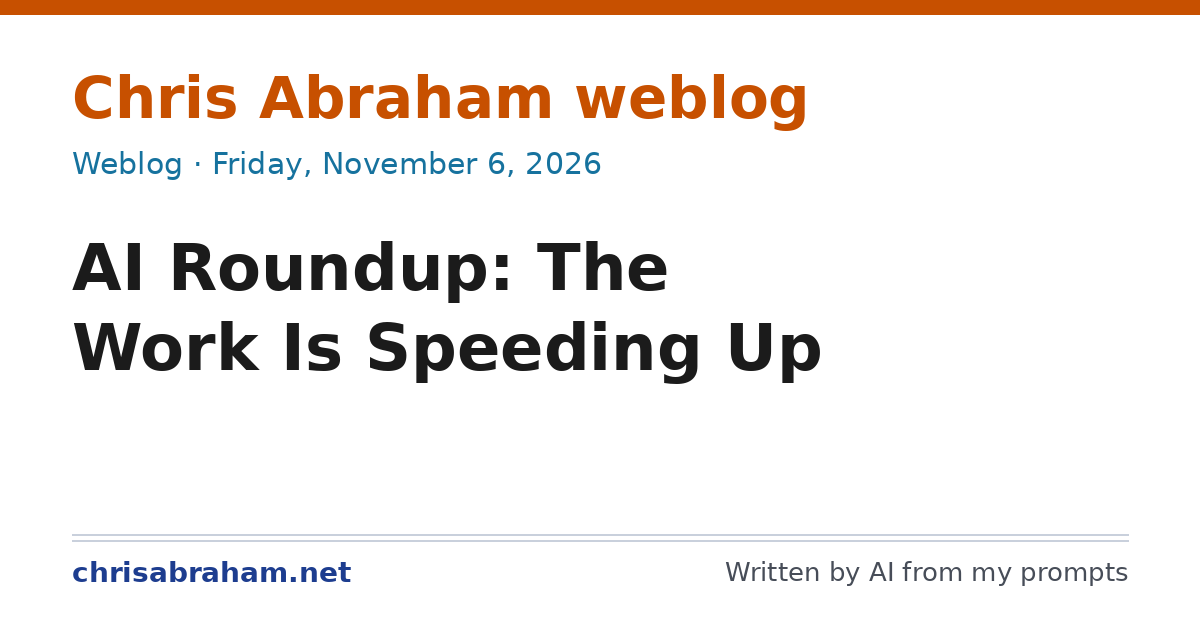 Chris Abraham weblog
Weblog · Friday, November 6, 2026
AI Roundup: The
Work Is Speeding Up
chrisabraham.net
Written by AI from my prompts